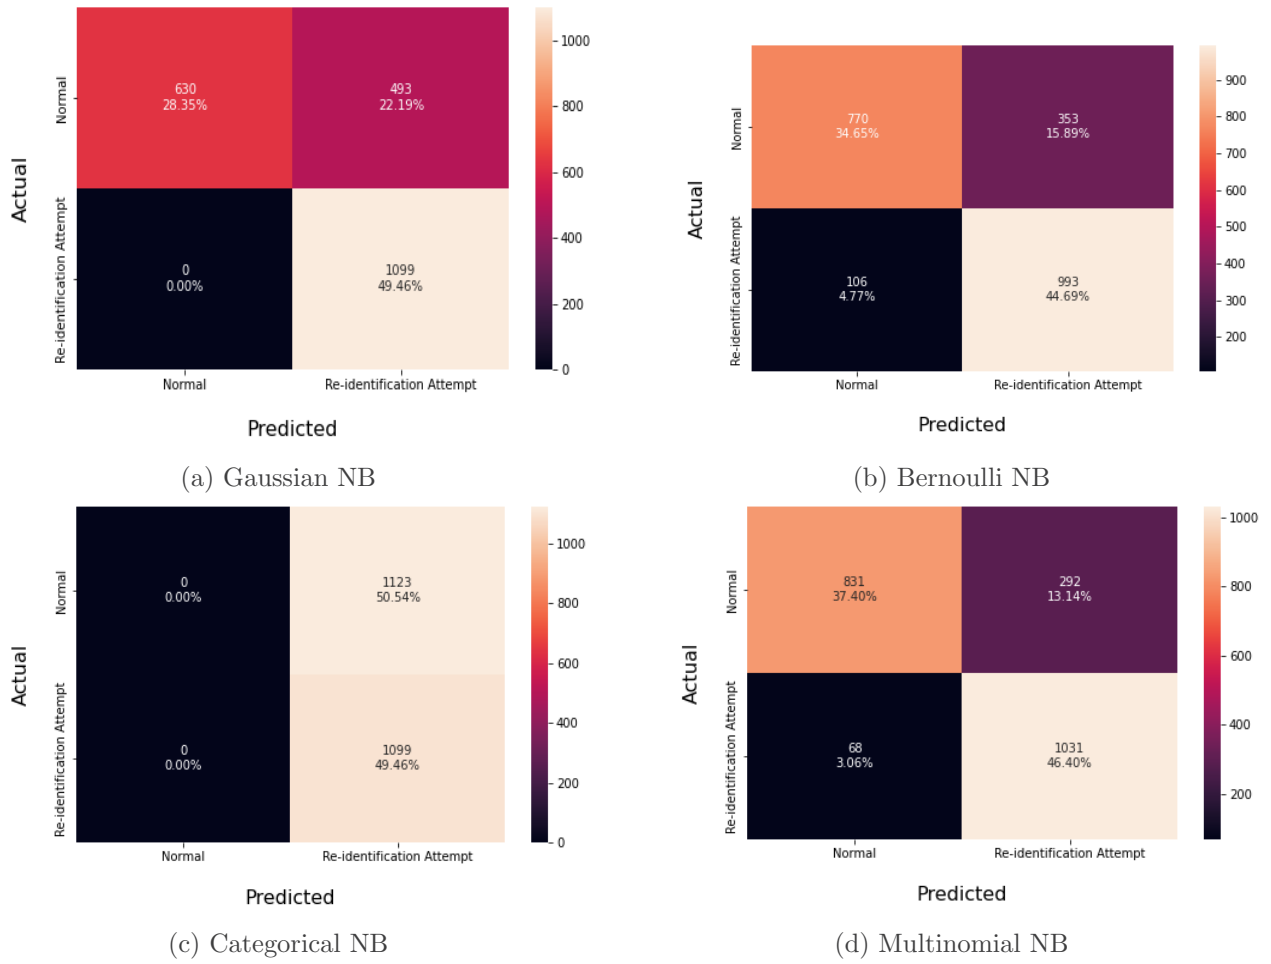 Actual
Normal
Re-identification Attempt
630
28.35%
493
22.19%
0
0.00%
1099
49.46%
Normal
Re-identification Attempt
Predicted
1000
800
600
400
200
0
(a) Gaussian NB
Actual
Normal
Re-identification Attempt
770
34.65%
353
15.89%
106
4.77%
993
44.69%
Normal
Re-identification Attempt
Predicted
900
800
700
600
500
400
300
200
(b) Bernoulli NB
Actual
Normal
Re-identification Attempt
0
0.00%
1123
50.54%
0
0.00%
1099
49.46%
Normal
Re-identification Attempt
Predicted
1000
800
600
400
200
0
(c) Categorical NB
Actual
Normal
Re-identification Attempt
831
37.40%
292
13.14%
68
3.06%
1031
46.40%
Normal
Re-identification Attempt
Predicted
1000
800
600
400
200
(d) Multinomial NB